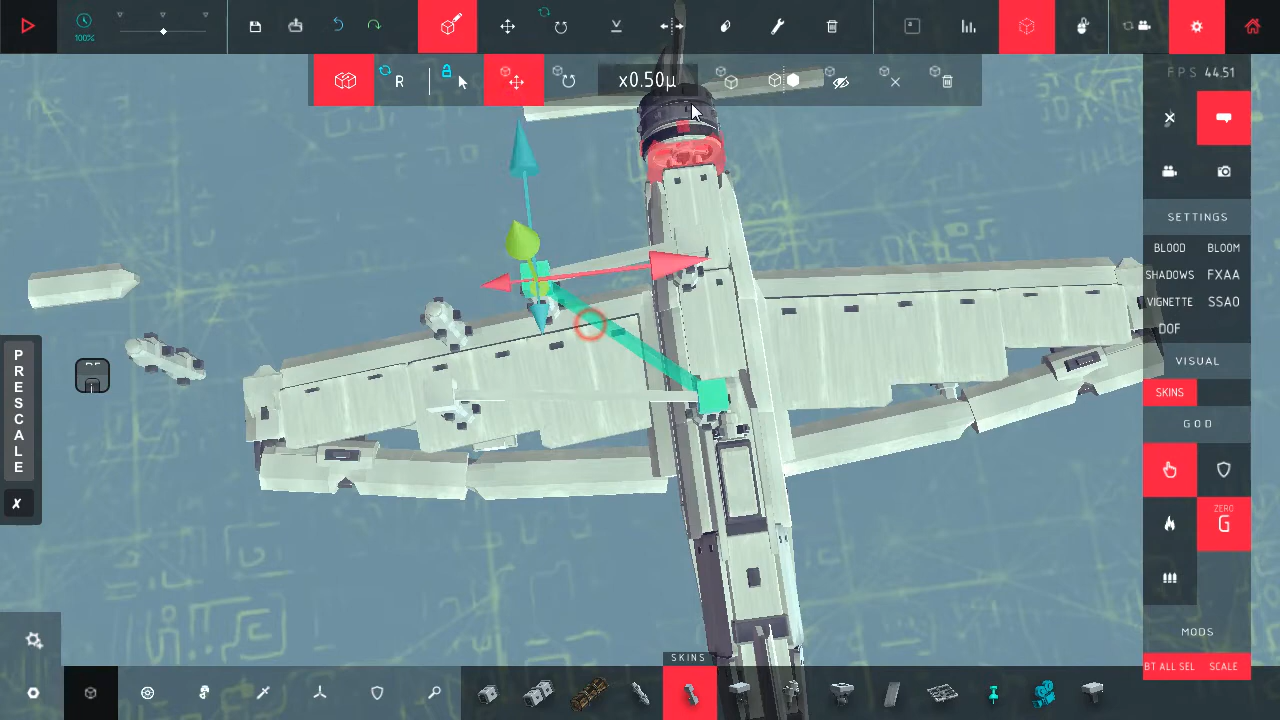 100%
R
x0.50µ
FPS 44.51
SETTINGS
BLOOD BLOOM
SHADOWS FXAA
VIGNETTE SSAO
DOF
VISUAL
SKINS
GOD
ZERO
G
MODS
BT ALL SEL SCALE
PRESCALE
✗
SKINS